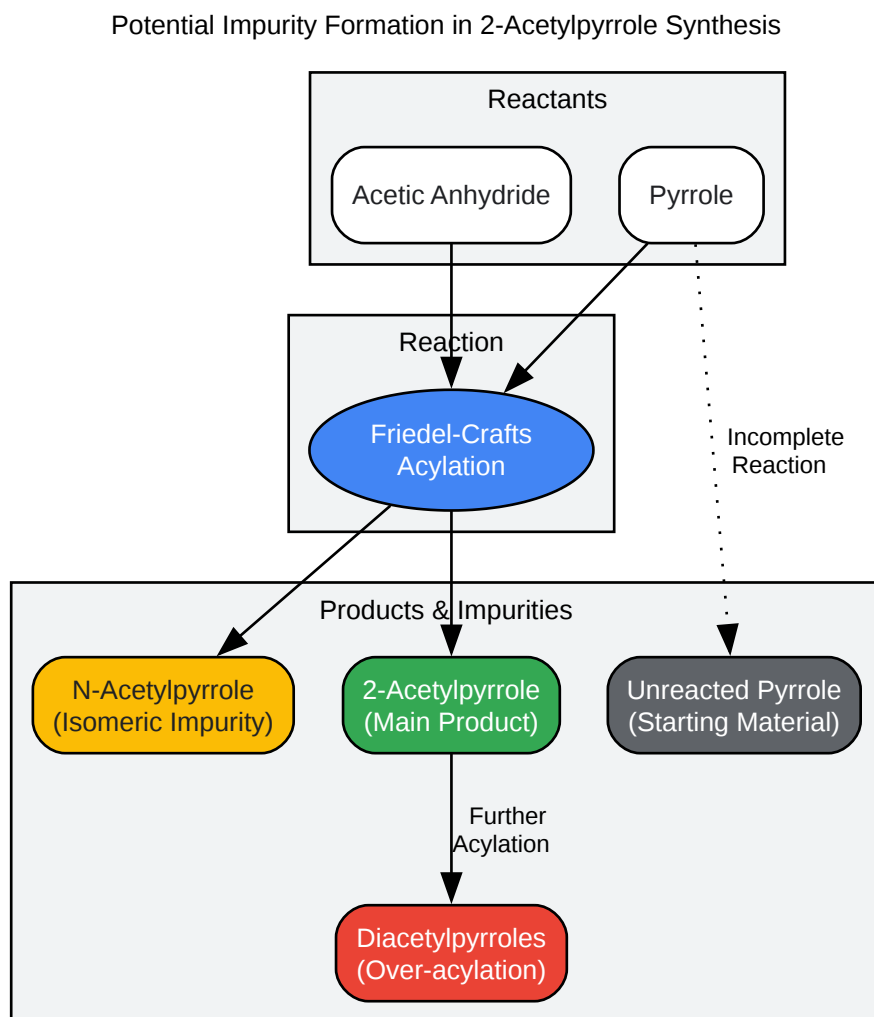 Potential Impurity Formation in 2-Acetylpyrrole Synthesis
Reactants
Acetic Anhydride
Pyrrole
Reaction
Friedel-Crafts
Acylation
Incomplete
Reaction
Products & Impurities
N-Acetylpyrrole
(Isomeric Impurity)
2-Acetylpyrrole
(Main Product)
Unreacted Pyrrole
(Starting Material)
Further
Acylation
Diacetylpyrroles
(Over-acylation)